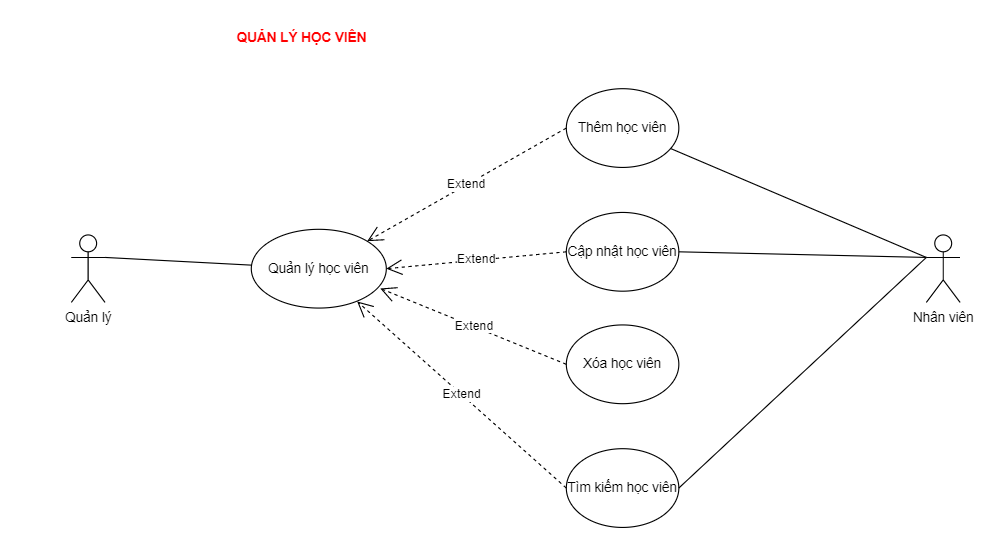 QUẢN LÝ HỌC VIÊN
Thêm học viên
Extend
Quản lý học viên
Extend
Cập nhật học viên
Quản lý
Nhân viên
Extend
Xóa học viên
Extend
Tìm kiếm học viên